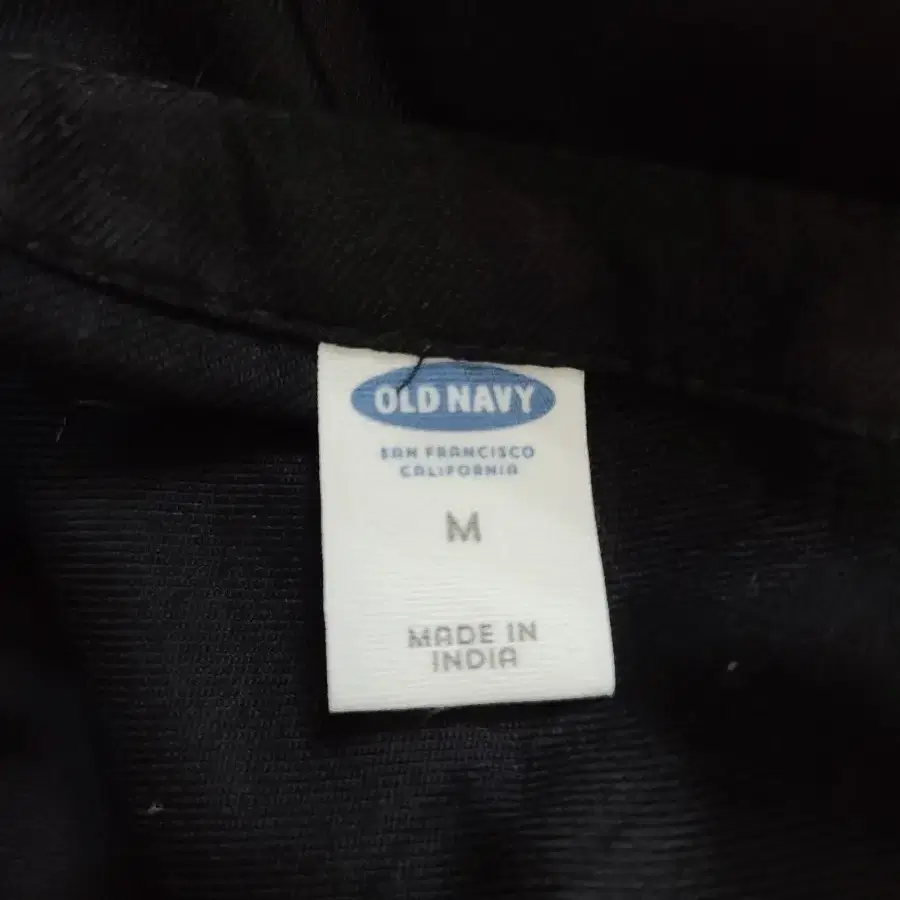 OLD NAVY
SAN FRANCISCO
CALIFORNIA
M
MADE IN
INDIA